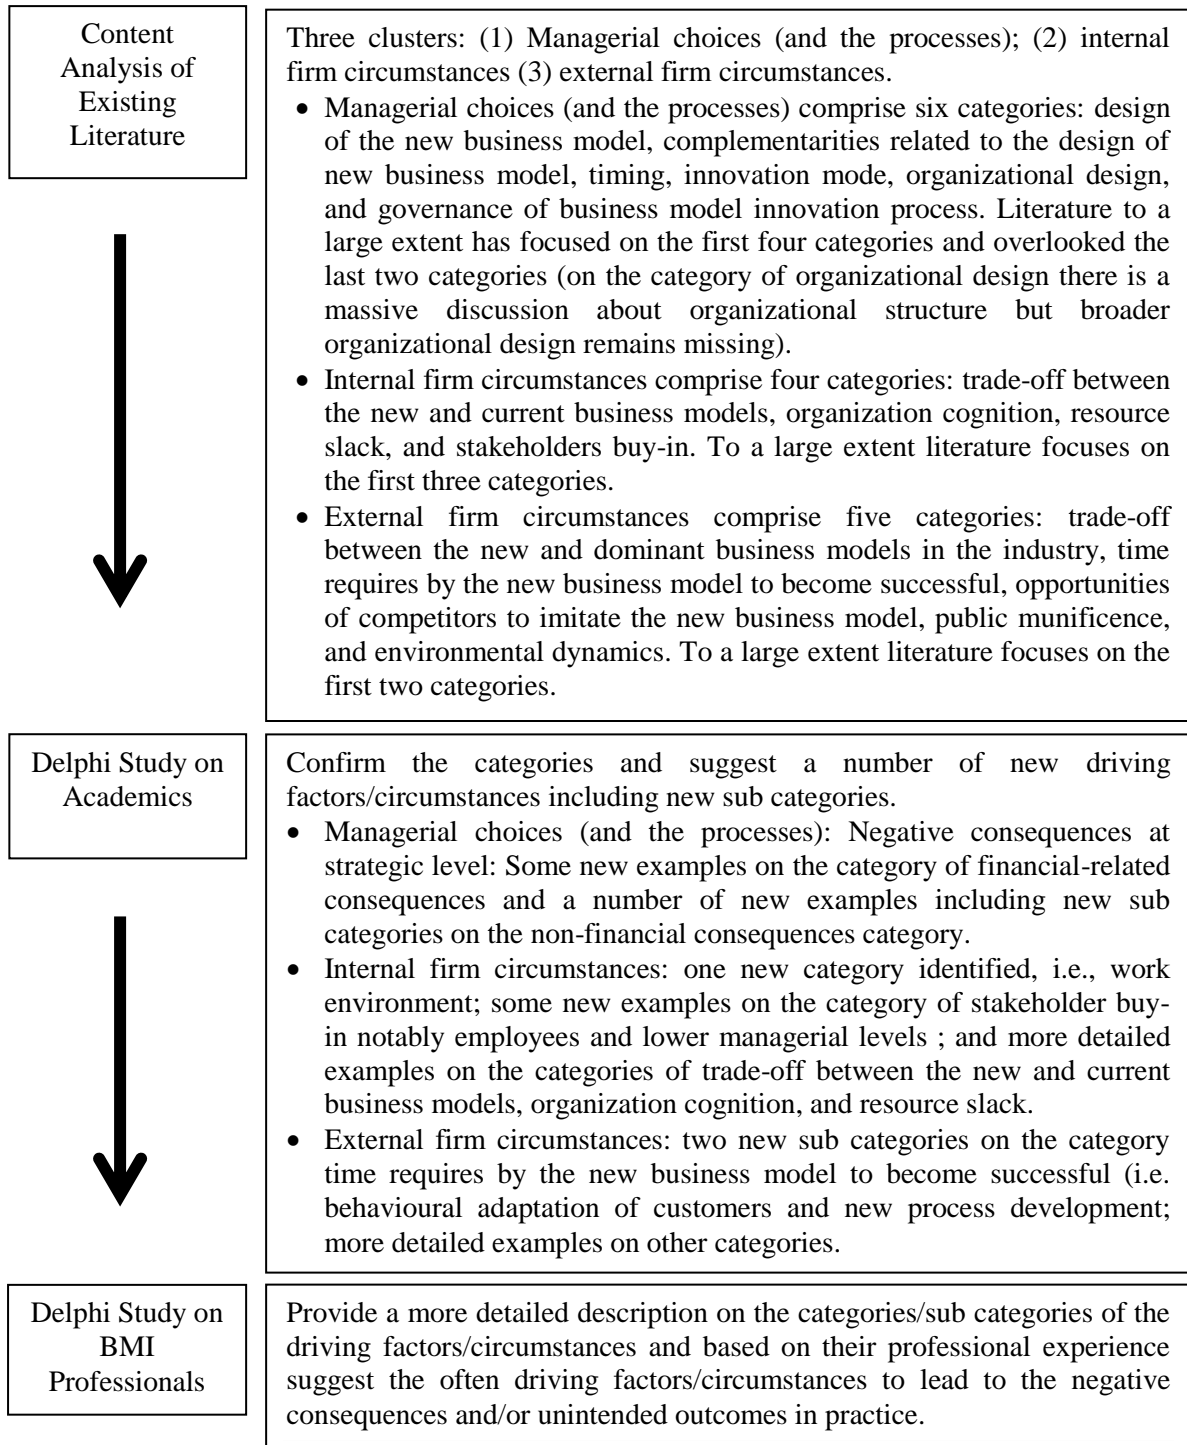 Content
Analysis of
Existing
Literature
Three clusters: (1) Managerial choices (and the processes); (2) internal
firm circumstances (3) external firm circumstances.
• Managerial choices (and the processes) comprise six categories: design
of the new business model, complementarities related to the design of
new business model, timing, innovation mode, organizational design,
and governance of business model innovation process. Literature to a
large extent has focused on the first four categories and overlooked the
last two categories (on the category of organizational design there is a
massive discussion about organizational structure but broader
organizational design remains missing).
• Internal firm circumstances comprise four categories: trade-off between
the new and current business models, organization cognition, resource
slack, and stakeholders buy-in. To a large extent literature focuses on
the first three categories.
• External firm circumstances comprise five categories: trade-off
between the new and dominant business models in the industry, time
requires by the new business model to become successful, opportunities
of competitors to imitate the new business model, public munificence,
and environmental dynamics. To a large extent literature focuses on the
first two categories.
Delphi Study on
Academics
Confirm the categories and suggest a number of new driving
factors/circumstances including new sub categories.
• Managerial choices (and the processes): Negative consequences at
strategic level: Some new examples on the category of financial-related
consequences and a number of new examples including new sub
categories on the non-financial consequences category.
• Internal firm circumstances: one new category identified, i.e., work
environment; some new examples on the category of stakeholder buy-
in notably employees and lower managerial levels ; and more detailed
examples on the categories of trade-off between the new and current
business models, organization cognition, and resource slack.
• External firm circumstances: two new sub categories on the category
time requires by the new business model to become successful (i.e.
behavioural adaptation of customers and new process development;
more detailed examples on other categories.
Delphi Study on
BMI
Professionals
Provide a more detailed description on the categories/sub categories of the
driving factors/circumstances and based on their professional experience
suggest the often driving factors/circumstances to lead to the negative
consequences and/or unintended outcomes in practice.